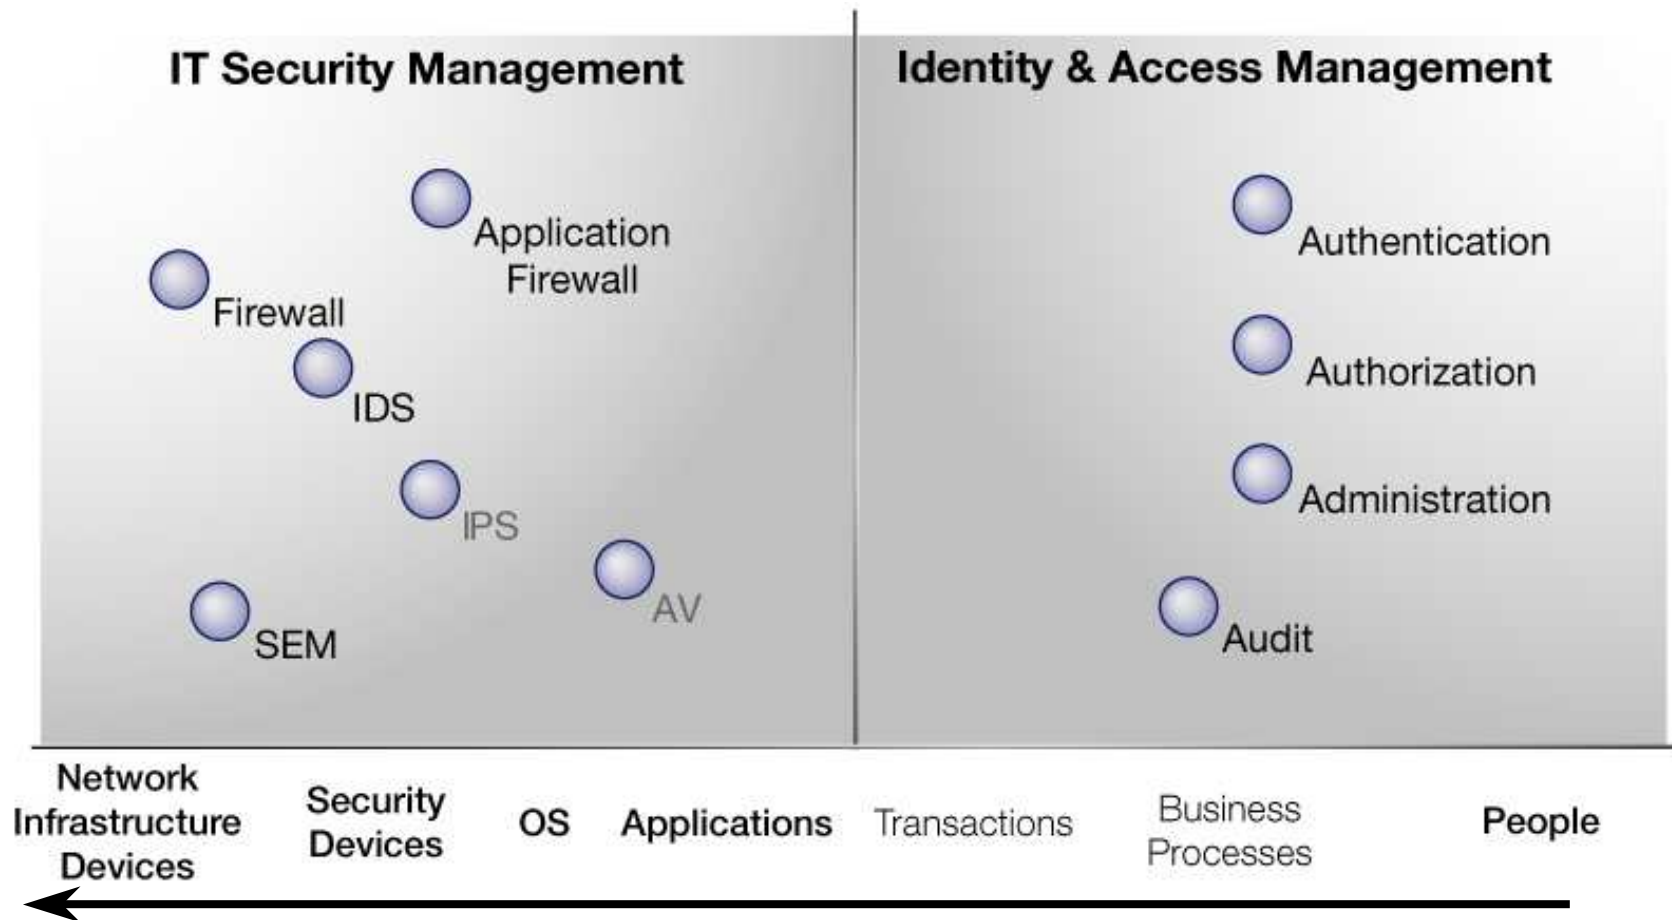 IT Security Management
Identity & Access Management
Application
Firewall
Firewall
IDS
IPS
AV
SEM
Authentication
Authorization
Administration
Audit
Network
Infrastructure
Devices
Security
Devices
OS
Applications
Transactions
Business
Processes
People